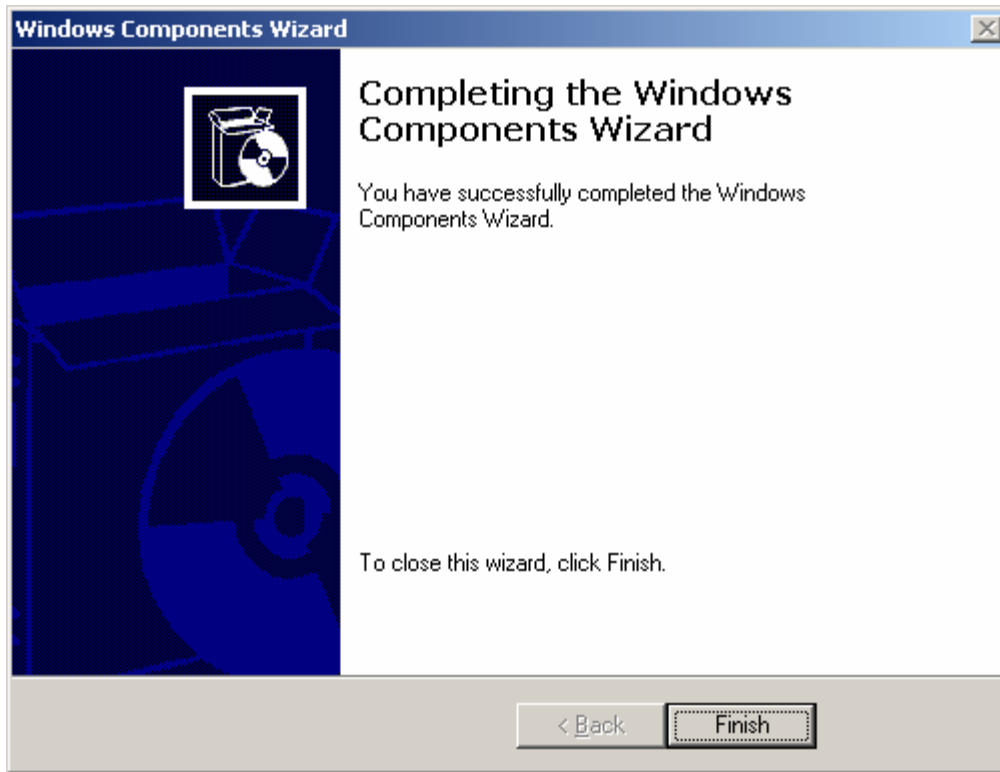 Windows Components Wizard
Completing the Windows
Components Wizard
You have successfully completed the Windows
Components Wizard.
To close this wizard, click Finish.
< Back
Finish